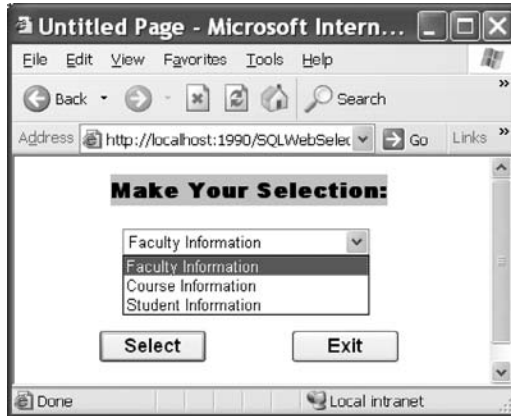 Untitled Page - Microsoft Intern...
File Edit View Favorites Tools Help
Back Search
Address http://localhost:1990/SQLWebSelec Go Links
Make Your Selection:
Faculty Information
Faculty Information
Course Information
Student Information
Select Exit
Done Local intranet